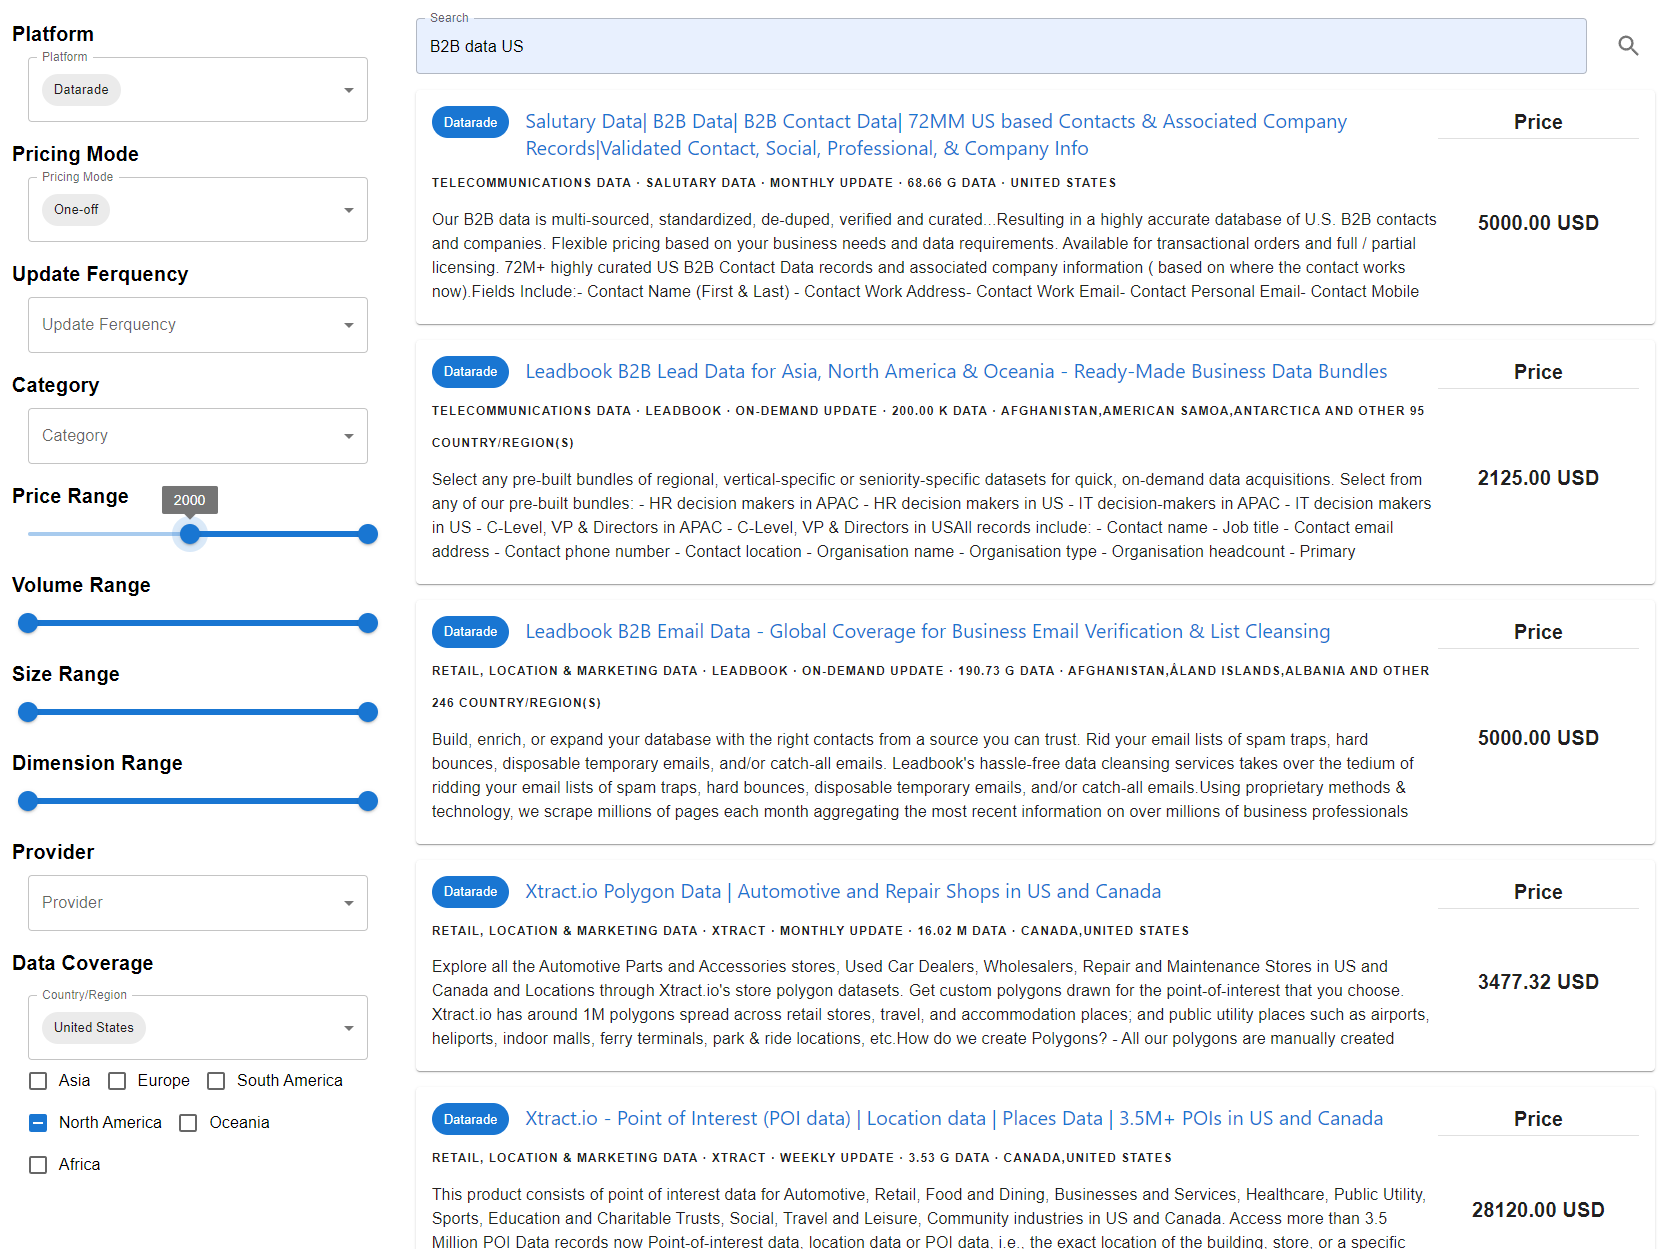 Platform
Platform
Datarade
Pricing Mode
Pricing Mode
One-off
Update Ferquency
Update Ferquency
Category
Category
Price Range
2000
Volume Range
Size Range
Dimension Range
Provider
Provider
Data Coverage
Country/Region
United States
Asia Europe South America
North America Oceania
Africa
Search
B2B data US
Datarade Salutary Data| B2B Data| B2B Contact Data| 72MM US based Contacts & Associated Company
Records|Validated Contact, Social, Professional, & Company Info
TELECOMMUNICATIONS DATA · SALUTARY DATA · MONTHLY UPDATE · 68.66 G DATA · UNITED STATES
Our B2B data is multi-sourced, standardized, de-duped, verified and curated...Resulting in a highly accurate database of U.S. B2B contacts
and companies. Flexible pricing based on your business needs and data requirements. Available for transactional orders and full / partial
licensing. 72M+ highly curated US B2B Contact Data records and associated company information ( based on where the contact works
now).Fields Include:- Contact Name (First & Last) - Contact Work Address- Contact Work Email- Contact Personal Email- Contact Mobile
Price
5000.00 USD
Datarade Leadbook B2B Lead Data for Asia, North America & Oceania - Ready-Made Business Data Bundles
TELECOMMUNICATIONS DATA · LEADBOOK · ON-DEMAND UPDATE · 200.00 K DATA · AFGHANISTAN,AMERICAN SAMOA,ANTARCTICA AND OTHER 95
COUNTRY/REGION(S)
Select any pre-built bundles of regional, vertical-specific or seniority-specific datasets for quick, on-demand data acquisitions. Select from
any of our pre-built bundles: - HR decision makers in APAC - HR decision makers in US - IT decision-makers in APAC - IT decision makers
in US - C-Level, VP & Directors in APAC - C-Level, VP & Directors in USAll records include: - Contact name - Job title - Contact email
address - Contact phone number - Contact location - Organisation name - Organisation type - Organisation headcount - Primary
Price
2125.00 USD
Datarade Leadbook B2B Email Data - Global Coverage for Business Email Verification & List Cleansing
RETAIL, LOCATION & MARKETING DATA · LEADBOOK · ON-DEMAND UPDATE · 190.73 G DATA · AFGHANISTAN,ÅLAND ISLANDS,ALBANIA AND OTHER
246 COUNTRY/REGION(S)
Build, enrich, or expand your database with the right contacts from a source you can trust. Rid your email lists of spam traps, hard
bounces, disposable temporary emails, and/or catch-all emails. Leadbook's hassle-free data cleansing services takes over the tedium of
ridding your email lists of spam traps, hard bounces, disposable temporary emails, and/or catch-all emails.Using proprietary methods &
technology, we scrape millions of pages each month aggregating the most recent information on over millions of business professionals
Price
5000.00 USD
Datarade Xtract.io Polygon Data | Automotive and Repair Shops in US and Canada
RETAIL, LOCATION & MARKETING DATA · XTRACT · MONTHLY UPDATE · 16.02 M DATA · CANADA,UNITED STATES
Explore all the Automotive Parts and Accessories stores, Used Car Dealers, Wholesalers, Repair and Maintenance Stores in US and
Canada and Locations through Xtract.io's store polygon datasets. Get custom polygons drawn for the point-of-interest that you choose.
Xtract.io has around 1M polygons spread across retail stores, travel, and accommodation places; and public utility places such as airports,
heliports, indoor malls, ferry terminals, park & ride locations, etc.How do we create Polygons? - All our polygons are manually created
Price
3477.32 USD
Datarade Xtract.io - Point of Interest (POI data) | Location data | Places Data | 3.5M+ POIs in US and Canada
RETAIL, LOCATION & MARKETING DATA · XTRACT · WEEKLY UPDATE · 3.53 G DATA · CANADA,UNITED STATES
This product consists of point of interest data for Automotive, Retail, Food and Dining, Businesses and Services, Healthcare, Public Utility,
Sports, Education and Charitable Trusts, Social, Travel and Leisure, Community industries in US and Canada. Access more than 3.5
Million POI Data records now Point-of-interest data, location data or POI data, i.e., the exact location of the building, store, or a specific
Price
28120.00 USD